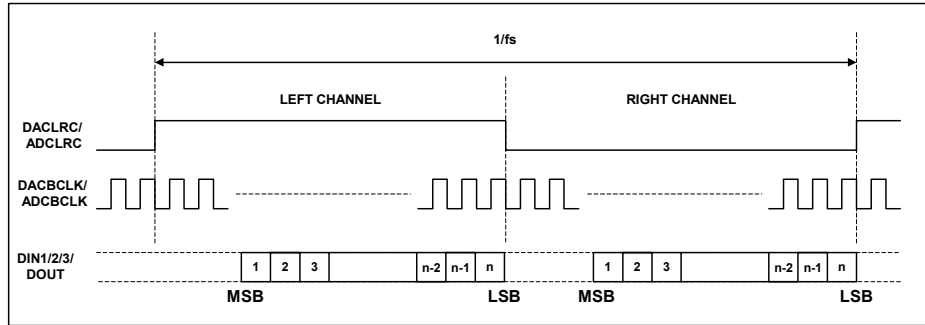 1/fs
LEFT CHANNEL
RIGHT CHANNEL
DACLRC/
ADCLRC
DACBCLK/
ADCBCLK
DIN1/2/3/
DOUT
1 2 3 n-2 n-1 n 1 2 3 n-2 n-1 n
MSB LSB MSB LSB